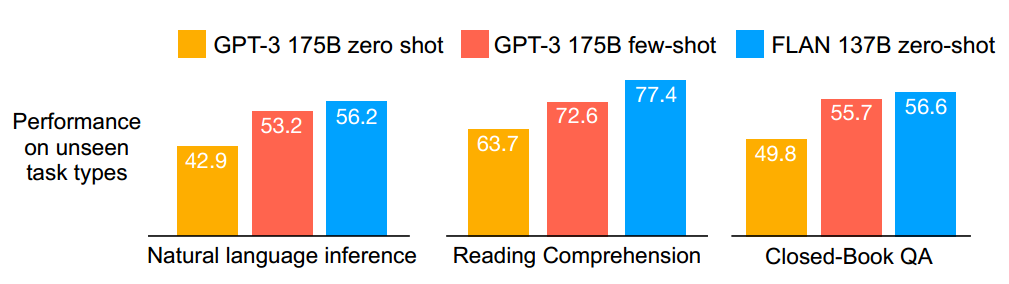 GPT-3 175B zero shot GPT-3 175B few-shot FLAN 137B zero-shot
Performance
on unseen
task types
42.9 53.2 56.2
63.7 72.6 77.4
49.8 55.7 56.6
Natural language inference Reading Comprehension Closed-Book QA